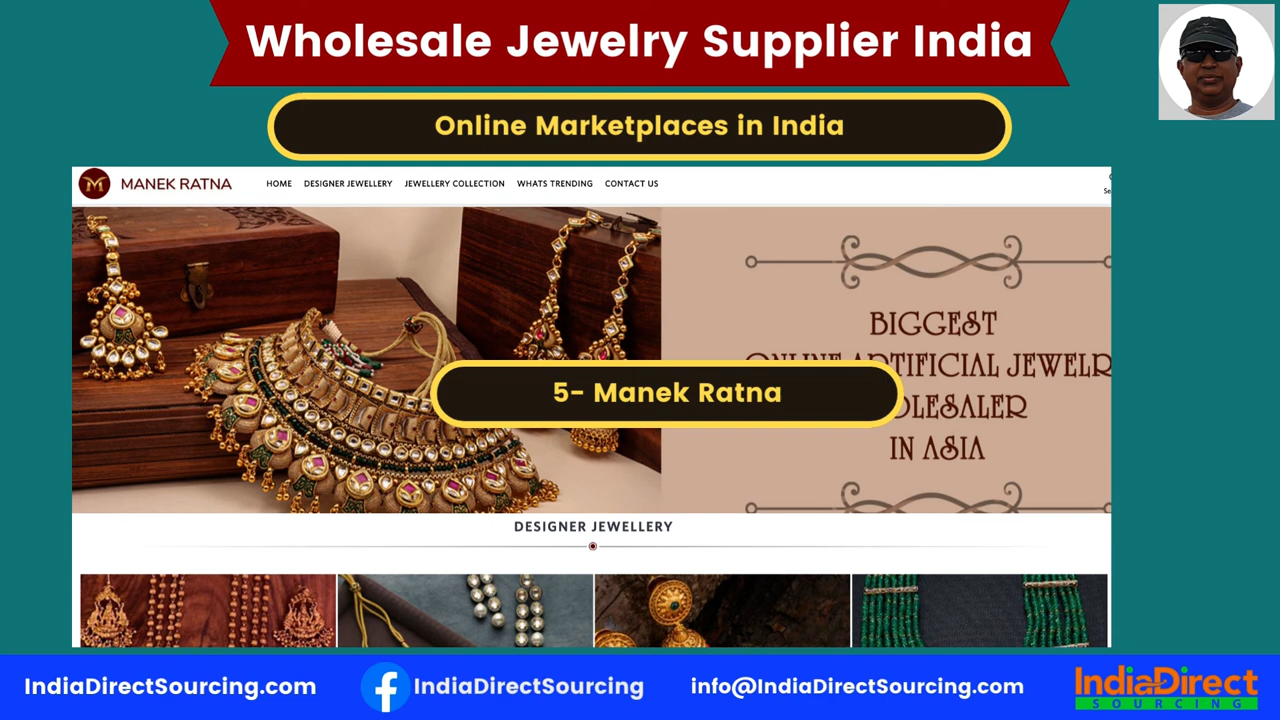 Wholesale Jewelry Supplier India
Online Marketplaces in India
MANEK RATNA
HOME DESIGNER JEWELLERY JEWELLERY COLLECTION WHATS TRENDING CONTACT US
BIGGEST
ARTIFICIAL
IN ASIA
5- Manek Ratna
DESIGNER JEWELLERY
IndiaDirectSourcing.com
IndiaDirectSourcing
info@IndiaDirectSourcing.com
IndiaDirect
SOURCING